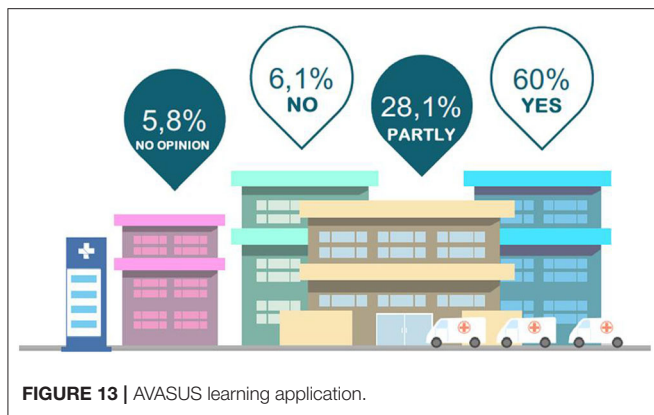 5,8%
NO OPINION
6,1%
NO
28,1%
PARTLY
60%
YES
FIGURE 13 | AVASUS learning application.